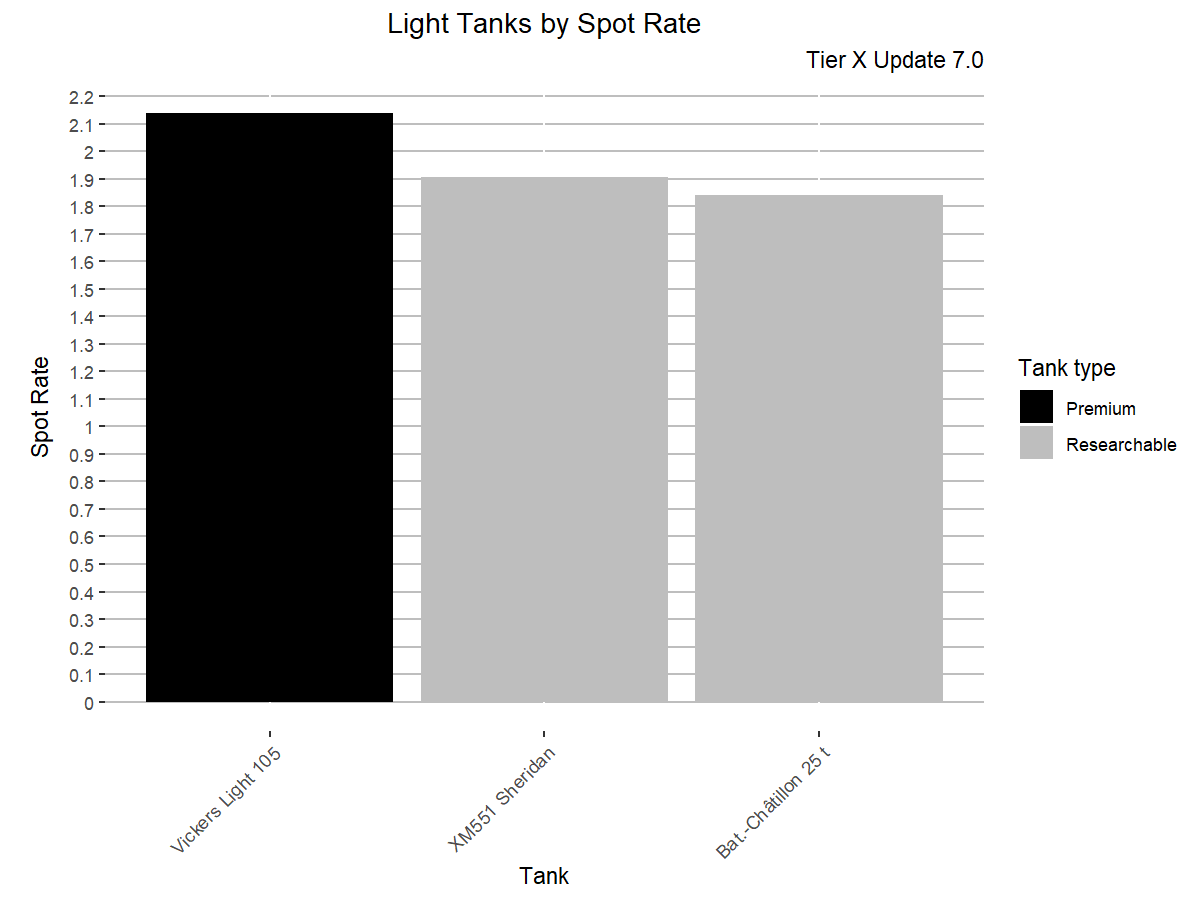 Light Tanks by Spot Rate
Tier X Update 7.0
2.2
2.1
2
1.9
1.8
1.7
1.6
1.5
1.4
1.3
1.2
1.1
1
0.9
0.8
0.7
0.6
0.5
0.4
0.3
0.2
0.1
0
Spot Rate
Vickers Light 105
XM551 Sheridan
Bat.-Châtillon 25 t
Tank
Tank type
Premium
Researchable